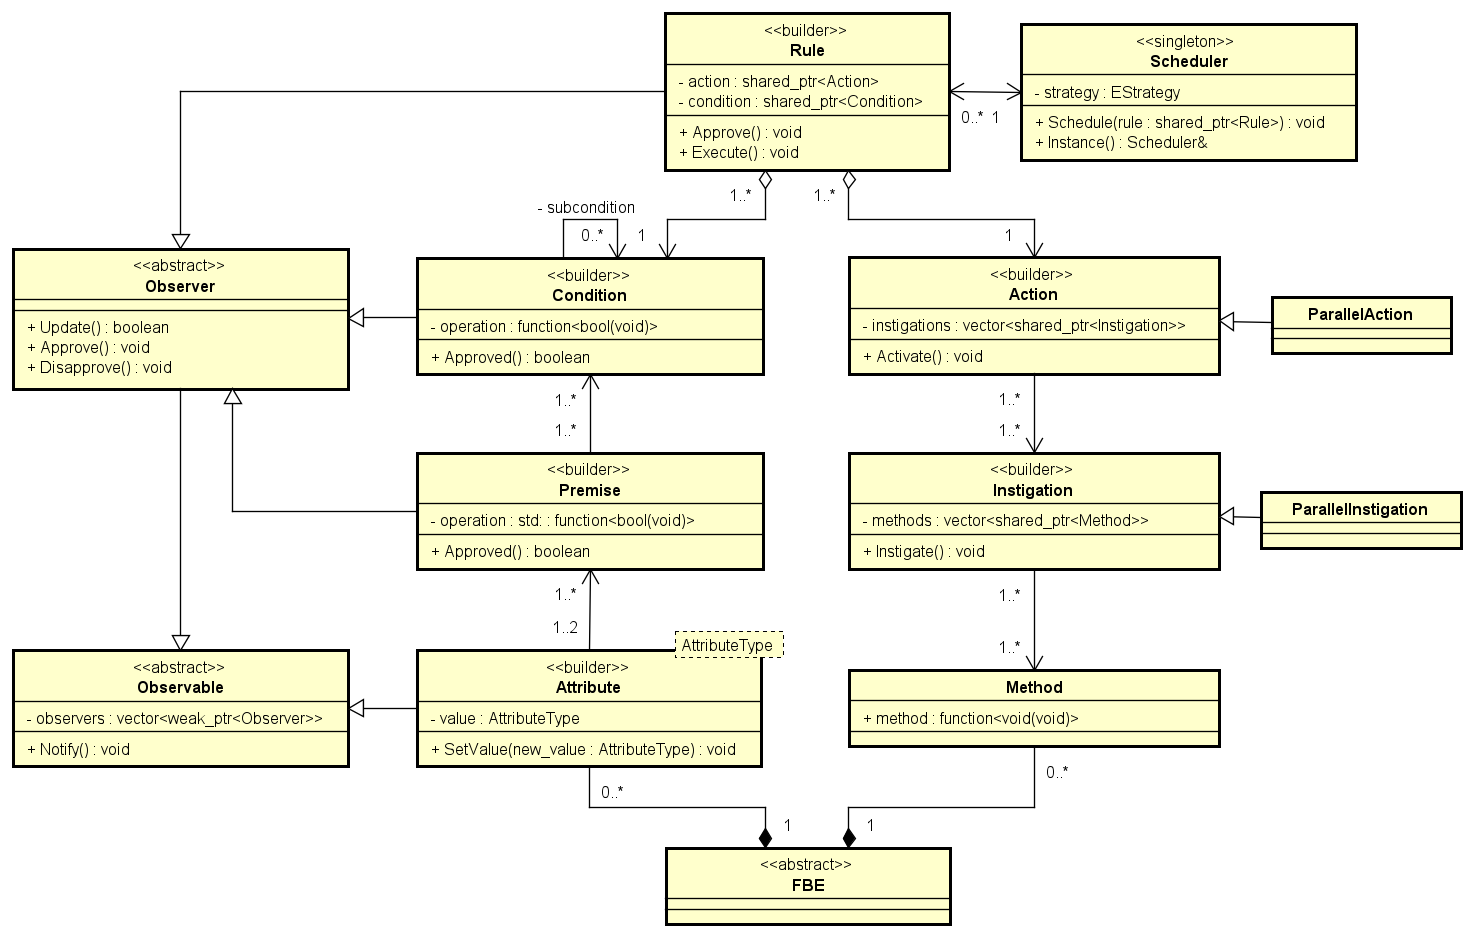 <<builder>>
Rule
- action : shared_ptr<Action>
- condition : shared_ptr<Condition>
+ Approve() : void
+ Execute() : void
<<singleton>>
Scheduler
- strategy : EStrategy
+ Schedule(rule : shared_ptr<Rule>) : void
+ Instance() : Scheduler&
0..* 1
1..*
1..*
- subcondition
0..*
1
1
<<abstract>>
Observer
+ Update() : boolean
+ Approve() : void
+ Disapprove() : void
<<builder>>
Condition
- operation : function<bool(void)>
+ Approved() : boolean
<<builder>>
Action
- instigations : vector<shared_ptr<Instigation>>
+ Activate() : void
ParallelAction
1..*
1..*
1..*
1..*
<<builder>>
Premise
- operation : std: : function<bool(void)>
+ Approved() : boolean
<<builder>>
Instigation
- methods : vector<shared_ptr<Method>>
+ Instigate() : void
ParallelInstigation
1..*
1..2
1..*
1..*
AttributeType
<<abstract>>
Observable
- observers : vector<weak_ptr<Observer>>
+ Notify() : void
<<builder>>
Attribute
- value : AttributeType
+ SetValue(new_value : AttributeType) : void
Method
+ method : function<void(void)>
0..*
0..*
1
1
<<abstract>>
FBE